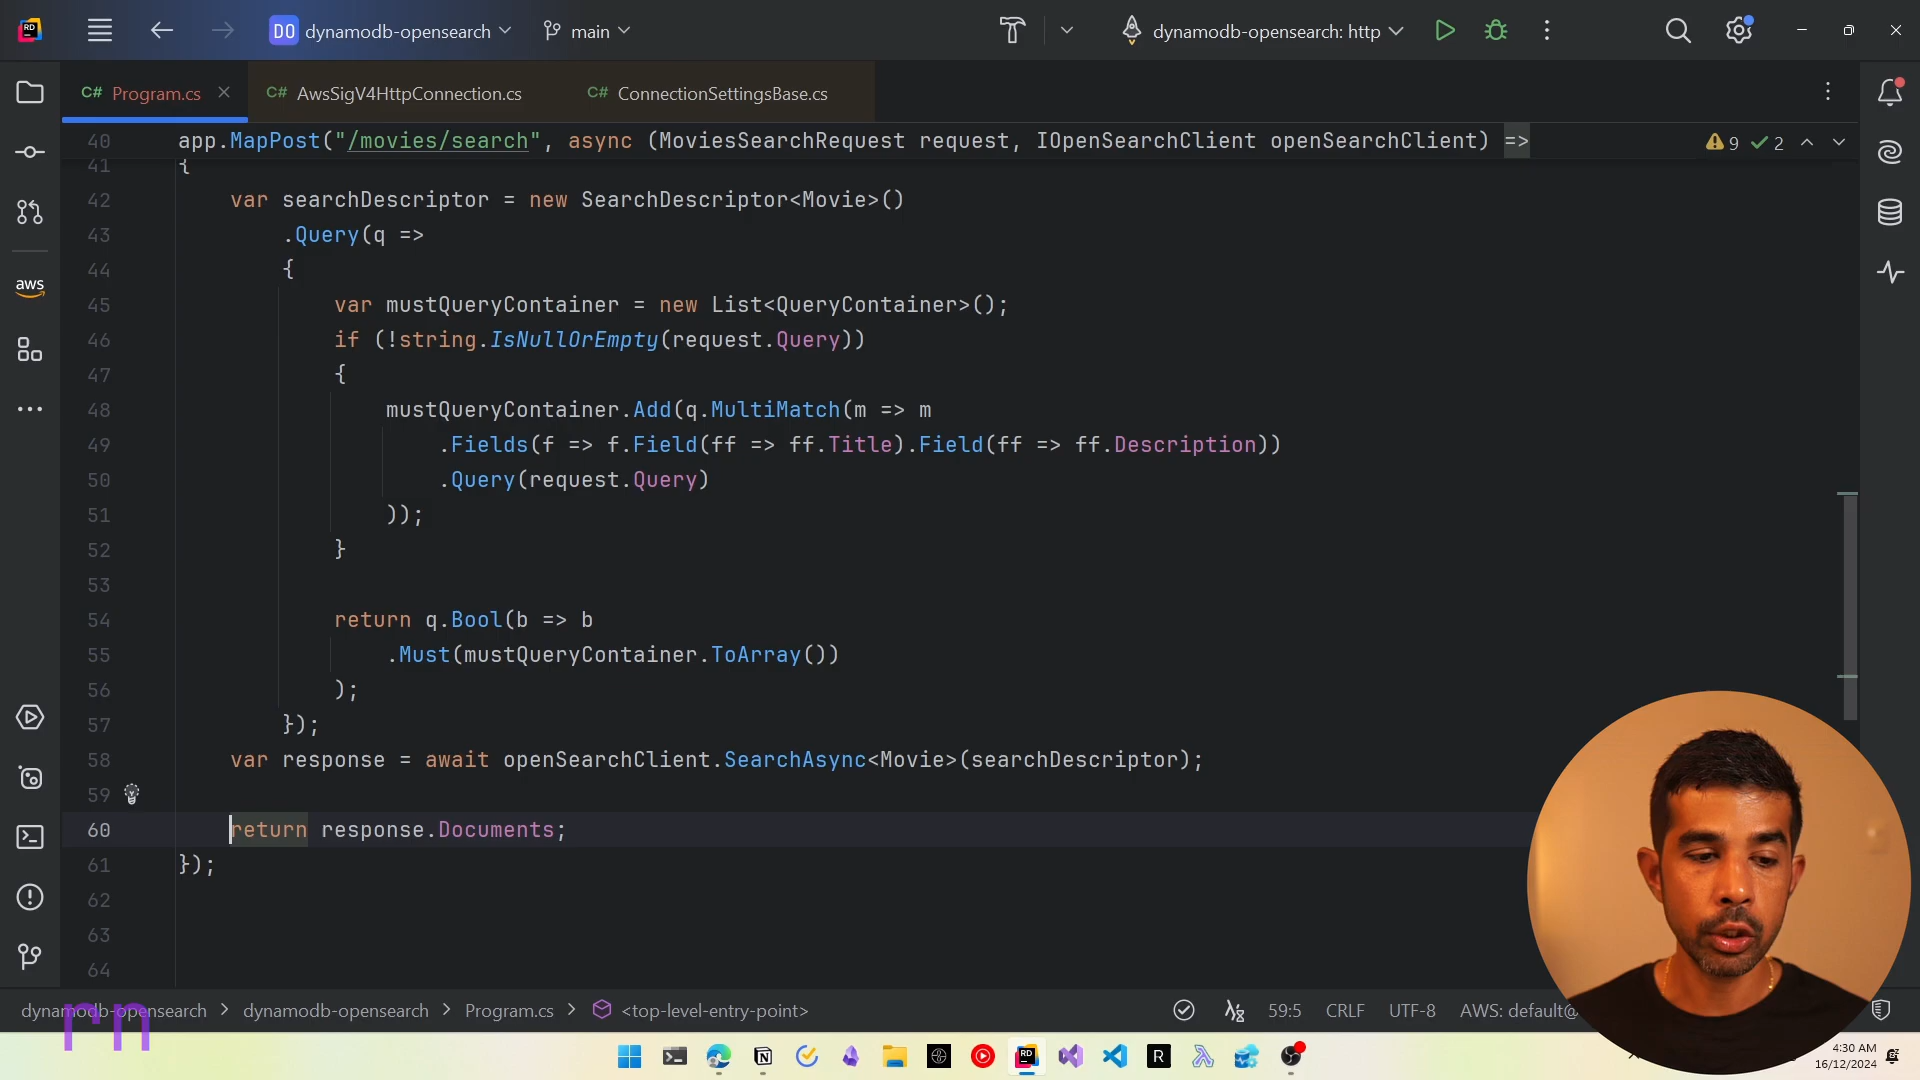 DO dynamodb-opensearch main dynamodb-opensearch: http
C# Program.cs C# AwsSigV4HttpConnection.cs C# ConnectionSettingsBase.cs
40 app.MapPost("/movies/search", async (MoviesSearchRequest request, IOpenSearchClient openSearchClient) => 9 2
41 {
42 var searchDescriptor = new SearchDescriptor<Movie>()
43 .Query(q =>
44 {
45 var mustQueryContainer = new List<QueryContainer>();
46 if (!string.IsNullOrEmpty(request.Query))
47 {
48 mustQueryContainer.Add(q.MultiMatch(m => m
49 .Fields(f => f.Field(ff => ff.Title).Field(ff => ff.Description))
50 .Query(request.Query)
51 ));
52 }
53
54 return q.Bool(b => b
55 .Must(mustQueryContainer.ToArray())
56 );
57 });
58 var response = await openSearchClient.SearchAsync<Movie>(searchDescriptor);
59
60 return response.Documents;
61 });
62
63
64
aws
dynamodb-opensearch > dynamodb-opensearch > Program.cs > <top-level-entry-point> 59:5 CRLF UTF-8 AWS: default@
rn
4:30 AM
16/12/2024